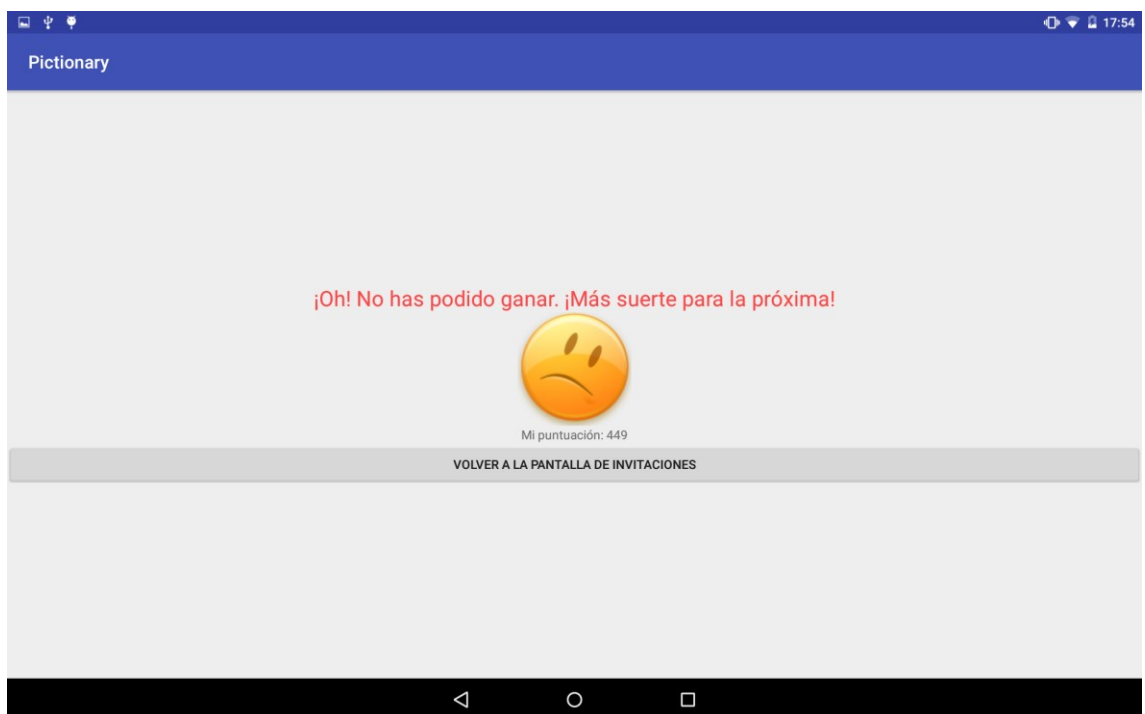 17:54
Pictionary
¡Oh! No has podido ganar. ¡Más suerte para la próxima!
Mi puntuación: 449
VOLVER A LA PANTALLA DE INVITACIONES